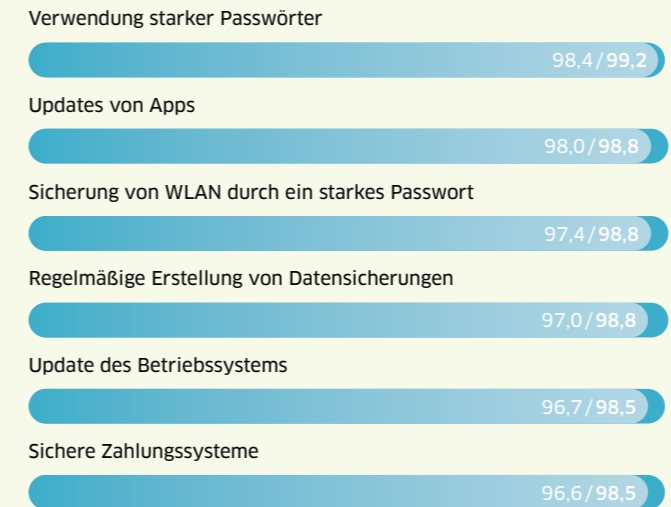 Verwendung starker Passwörter
98,4/99,2
Updates von Apps
98,0/98,8
Sicherung von WLAN durch ein starkes Passwort
97,4/98,8
Regelmäßige Erstellung von Datensicherungen
97,0/98,8
Update des Betriebssystems
96,7/98,5
Sichere Zahlungssysteme
96,6/98,5